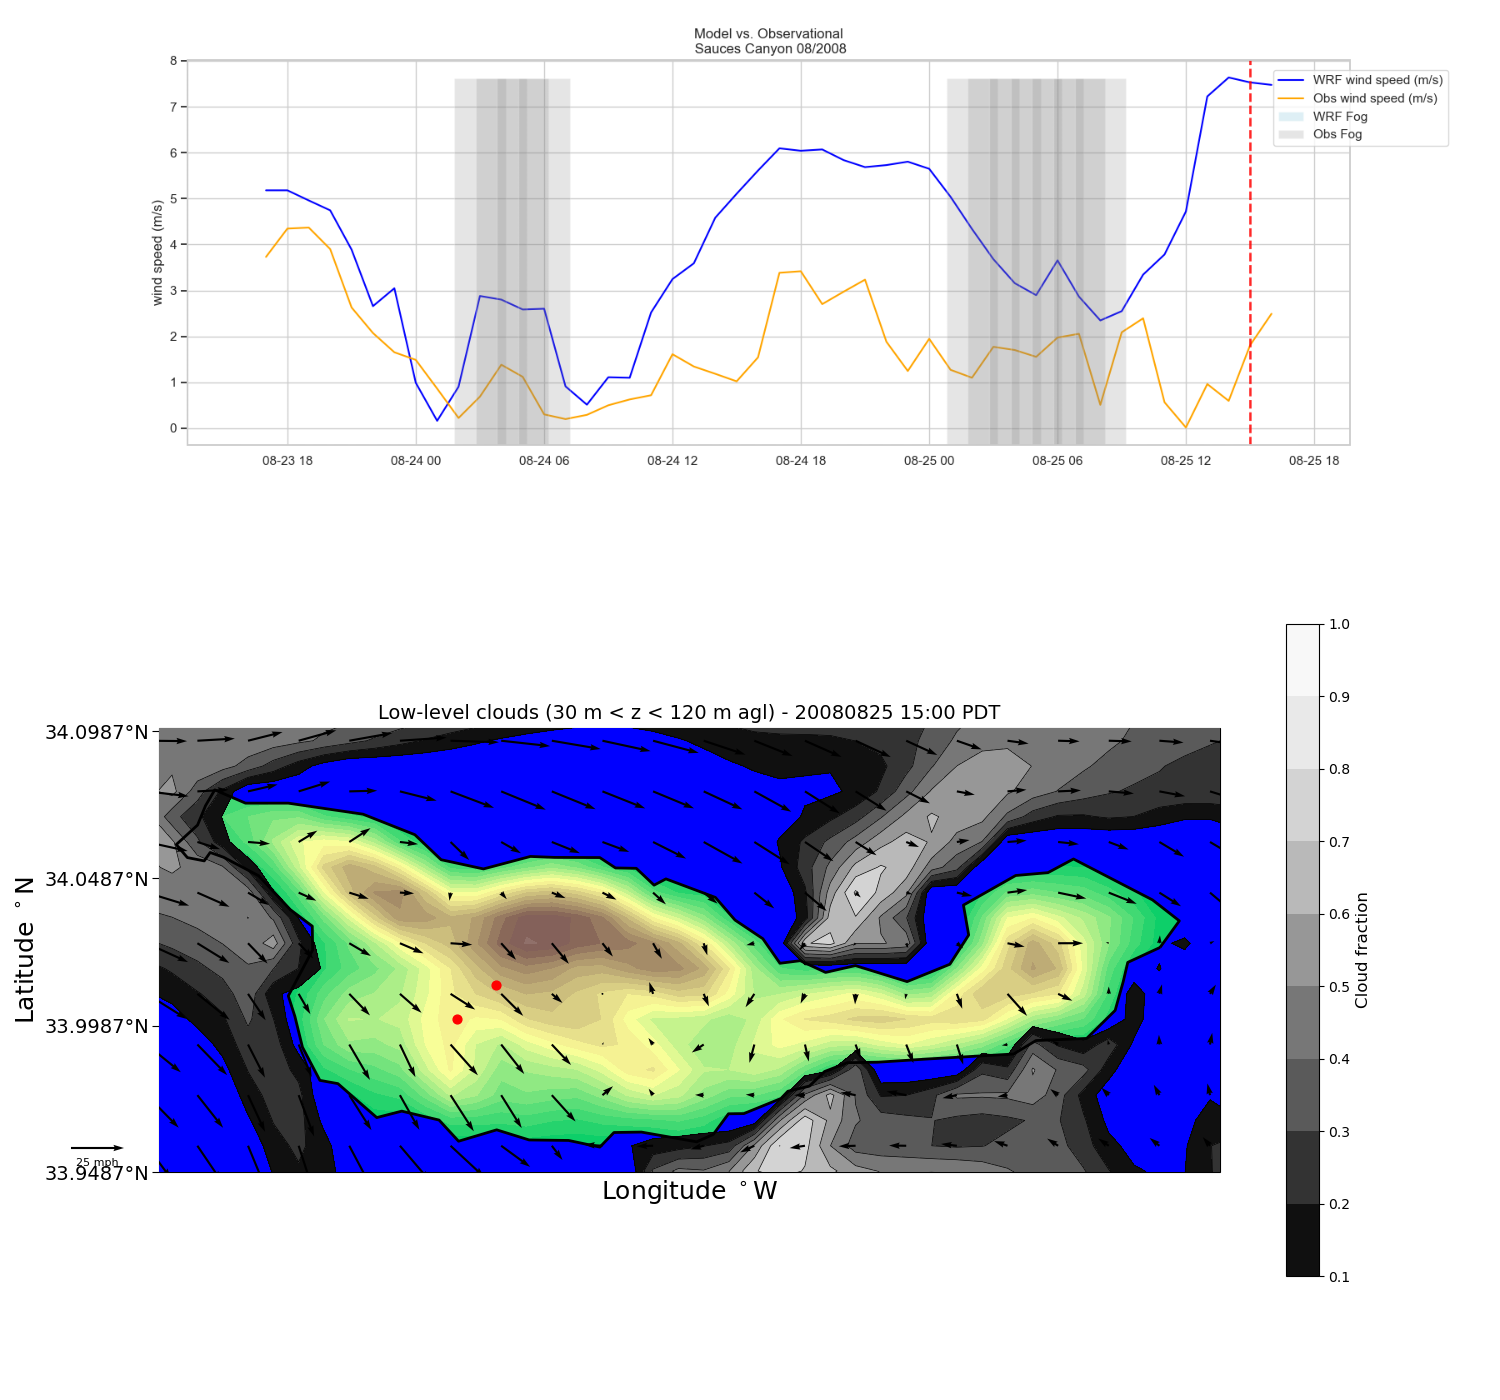 Model vs. Observational
Sauces Canyon 08/2008
8
7
6
5
4
3
2
1
0
wind speed (m/s)
WRF wind speed (m/s)
Obs wind speed (m/s)
WRF Fog
Obs Fog
08-23 18
08-24 00
08-24 06
08-24 12
08-24 18
08-25 00
08-25 06
08-25 12
08-25 18
Low-level clouds (30 m < z < 120 m agl) - 20080825 15:00 PDT
34.0987°N
34.0487°N
33.9987°N
33.9487°N
Latitude °N
25 mph
Longitude °W
1.0
0.9
0.8
0.7
0.6
0.5
0.4
0.3
0.2
0.1
Cloud fraction